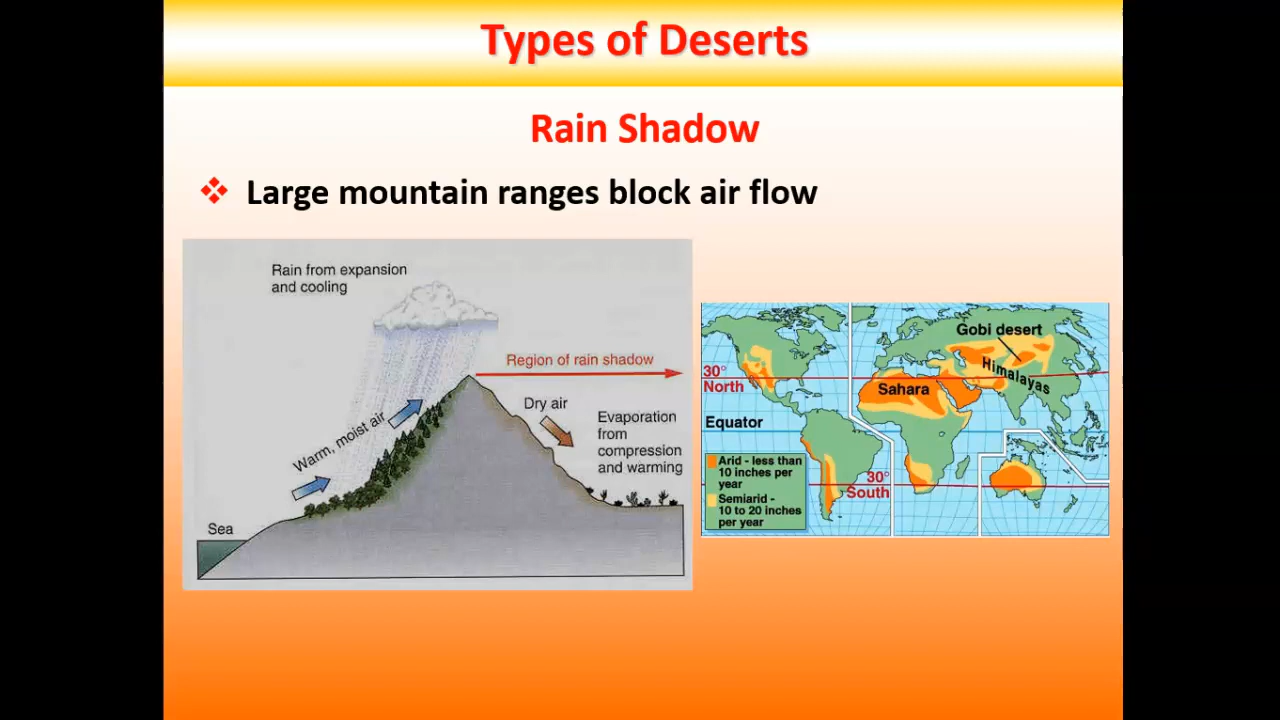 Types of Deserts
Rain Shadow
Large mountain ranges block air flow
Rain from expansion
and cooling
Region of rain shadow
Warm, moist air
Dry air
Evaporation
from
compression
and warming
Sea
Gobi desert
Himalayas
30°
North
Sahara
Equator
30°
South
Arid - less than
10 inches per
year
Semiarid -
10 to 20 inches
per year